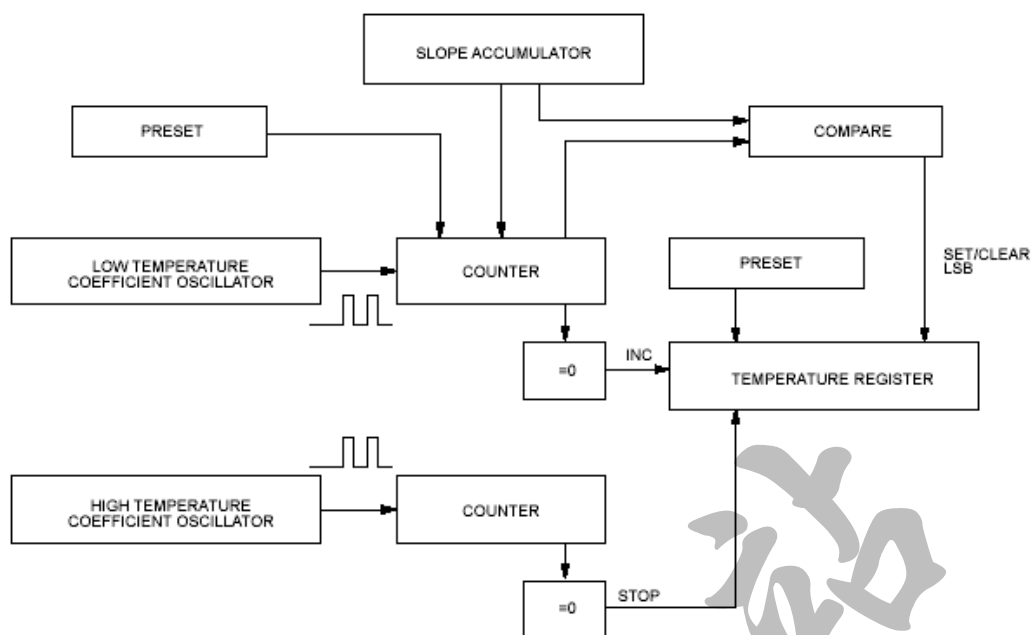 SLOPE ACCUMULATOR
PRESET
COMPARE
LOW TEMPERATURE
COEFFICIENT OSCILLATOR
COUNTER
PRESET
SET/CLEAR
LSB
=0
INC
TEMPERATURE REGISTER
HIGH TEMPERATURE
COEFFICIENT OSCILLATOR
COUNTER
=0
STOP